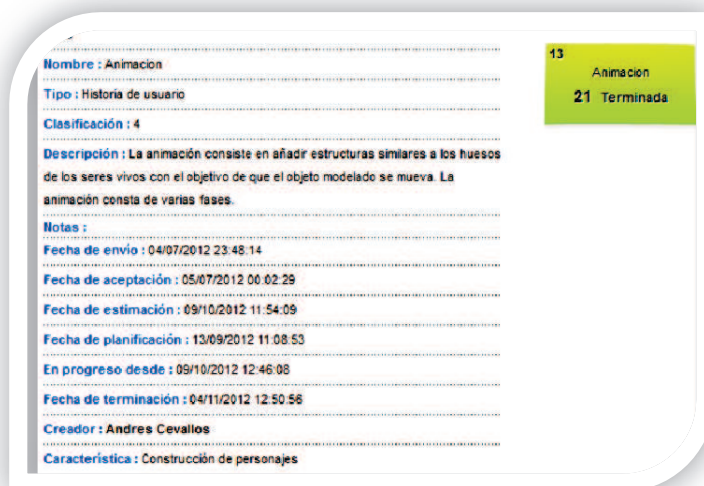 Nombre : Animacion
Tipo : Historia de usuario
Clasificación : 4
Descripción : La animación consiste en añadir estructuras similares a los huesos
de los seres vivos con el objetivo de que el objeto modelado se mueva. La
animación consta de varias fases.
Notas :
Fecha de envío : 04/07/2012 23:48:14
Fecha de aceptación : 05/07/2012 00:02:29
Fecha de estimación : 09/10/2012 11:54:09
Fecha de planificación : 13/09/2012 11:08:53
En progreso desde : 09/10/2012 12:46:08
Fecha de terminación : 04/11/2012 12:50:56
Creador : Andres Cevallos
Característica : Construcción de personajes
13
Animacion
21 Terminada